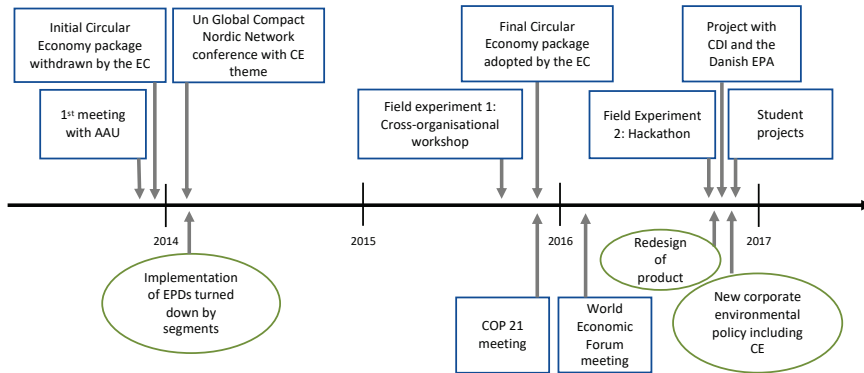 Initial Circular
Economy package
withdrawn by the EC
Un Global Compact
Nordic Network
conference with CE
theme
Final Circular
Economy package
adopted by the EC
Project with
CDI and the
Danish EPA
1st meeting
with AAU
Field experiment 1:
Cross-organisational
workshop
Field Experiment
2: Hackathon
Student
projects
2014
2015
2016
2017
Implementation
of EPDs turned
down by
segments
Redesign
of
product
COP 21
meeting
World
Economic
Forum
meeting
New corporate
environmental
policy including
CE